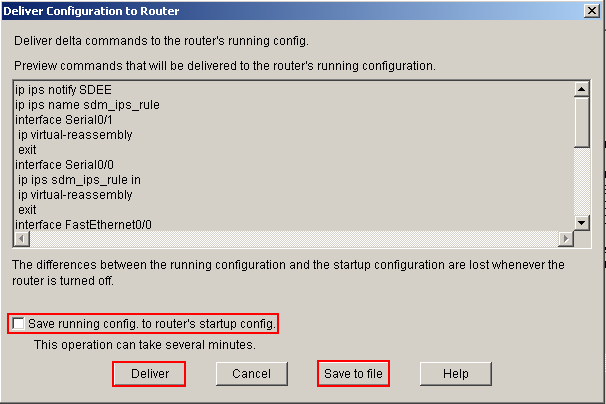 Deliver Configuration to Router
Deliver delta commands to the router's running config.
Preview commands that will be delivered to the router's running configuration.
ip ips notify SDEE
ip ips name sdm_ips_rule
interface Serial0/1
ip virtual-reassembly
exit
interface Serial0/0
ip ips sdm_ips_rule in
ip virtual-reassembly
exit
interface FastEthernet0/0
The differences between the running configuration and the startup configuration are lost whenever the
router is turned off.
Save running config. to router's startup config.
This operation can take several minutes.
Deliver Cancel Save to file Help